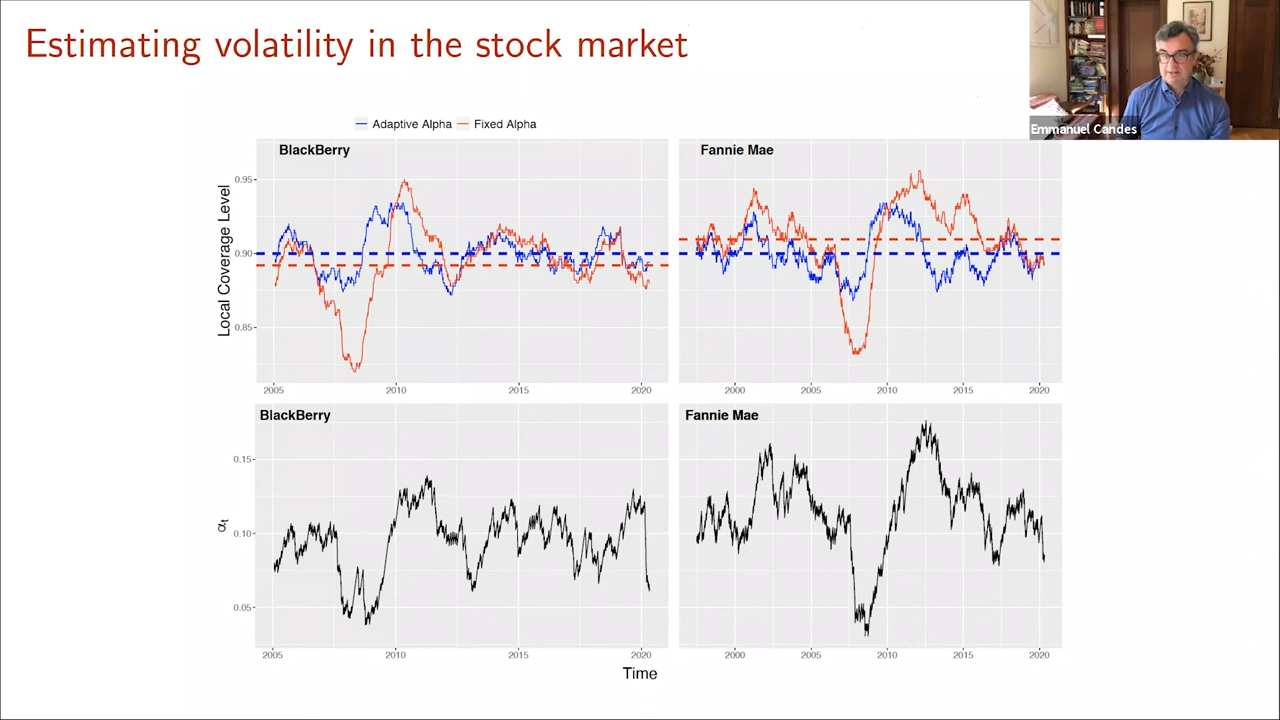 Estimating volatility in the stock market
Emmanuel Candes
Adaptive Alpha Fixed Alpha
BlackBerry
Fannie Mae
Local Coverage Level
0.95
0.90
0.85
2005 2010 2015 2020
2000 2005 2010 2015 2020
BlackBerry
Fannie Mae
αt
0.15
0.10
0.05
2005 2010 2015 2020
2000 2005 2010 2015 2020
Time